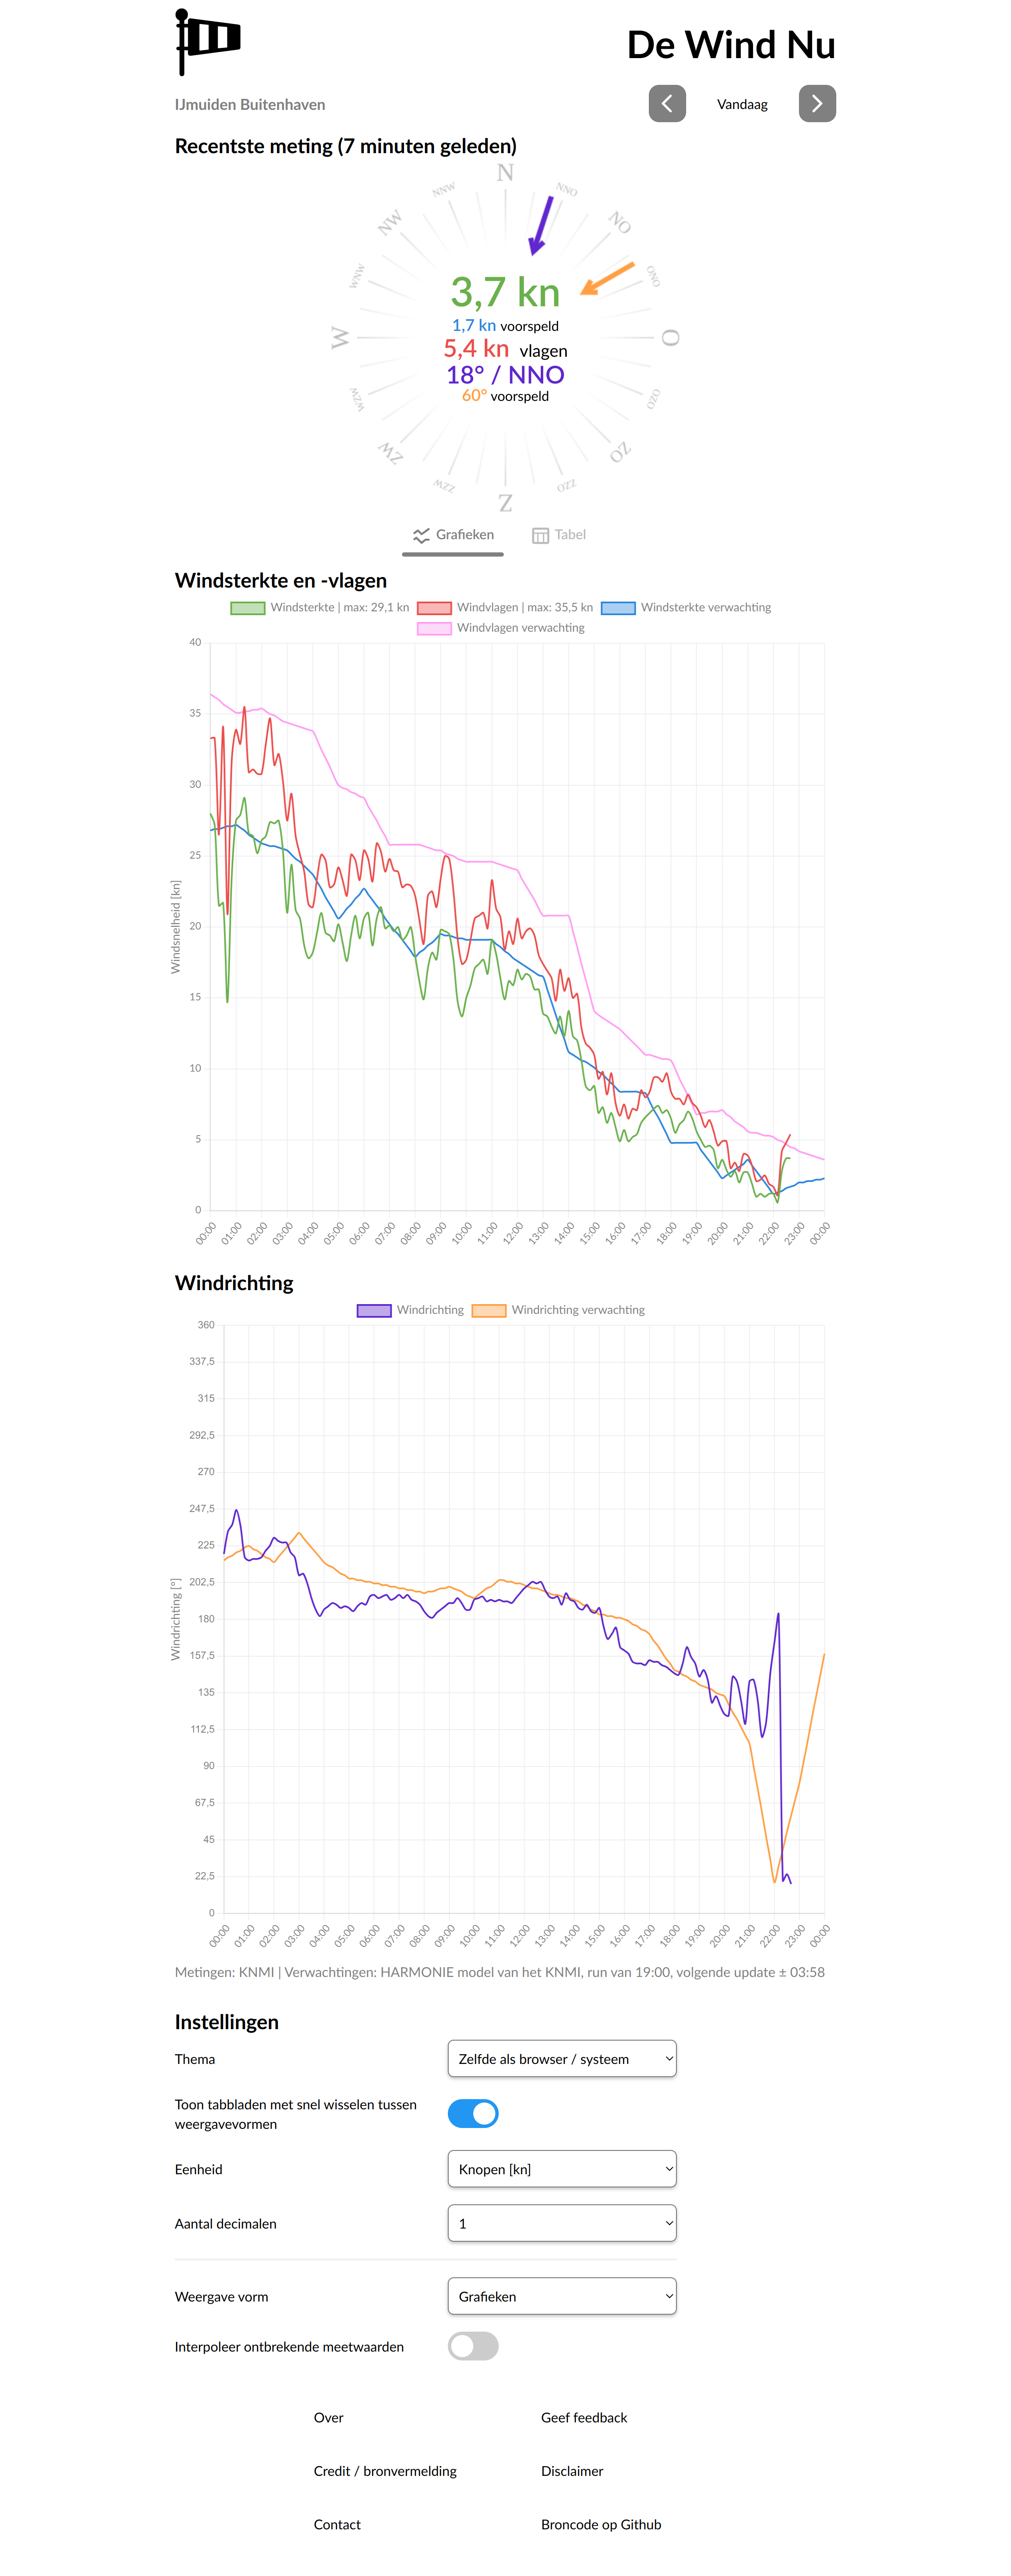 De Wind Nu
IJmuiden Buitenhaven
Vandaag
Recentste meting (7 minuten geleden)
N
NNW
NNO
NW
NO
WNW
ONO
3,7 kn
1,7 kn voorspeld
W
O
5,4 kn vlagen
18° / NNO
60° voorspeld
WZW
OZO
ZW
ZO
ZZW
ZZO
Z
Grafieken
Tabel
Windsterkte en -vlagen
Windsterkte | max: 29,1 kn
Windvlagen | max: 35,5 kn
Windsterkte verwachting
Windvlagen verwachting
Windsnelheid [kn]
40
35
30
25
20
15
10
5
0
00:00
01:00
02:00
03:00
04:00
05:00
06:00
07:00
08:00
09:00
10:00
11:00
12:00
13:00
14:00
15:00
16:00
17:00
18:00
19:00
20:00
21:00
22:00
23:00
00:00
Windrichting
Windrichting
Windrichting verwachting
Windrichting [°]
360
337,5
315
292,5
270
247,5
225
202,5
180
157,5
135
112,5
90
67,5
45
22,5
0
00:00
01:00
02:00
03:00
04:00
05:00
06:00
07:00
08:00
09:00
10:00
11:00
12:00
13:00
14:00
15:00
16:00
17:00
18:00
19:00
20:00
21:00
22:00
23:00
00:00
Metingen: KNMI | Verwachtingen: HARMONIE model van het KNMI, run van 19:00, volgende update ± 03:58
Instellingen
Thema
Zelfde als browser / systeem
Toon tabbladen met snel wisselen tussen
weergavevormen
Eenheid
Knopen [kn]
Aantal decimalen
1
Weergave vorm
Grafieken
Interpoleer ontbrekende meetwaarden
Over
Geef feedback
Credit / bronvermelding
Disclaimer
Contact
Broncode op Github